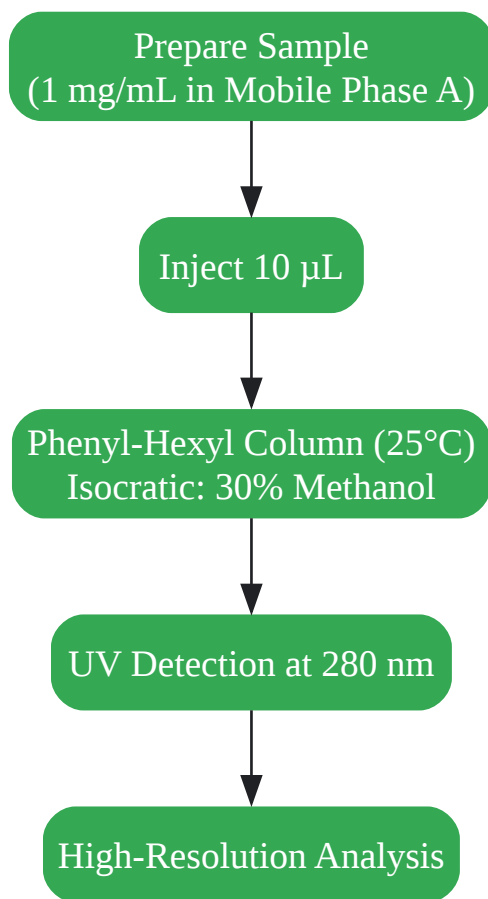 Prepare Sample
(1 mg/mL in Mobile Phase A)
Inject 10 µL
Phenyl-Hexyl Column (25°C)
Isocratic: 30% Methanol
UV Detection at 280 nm
High-Resolution Analysis